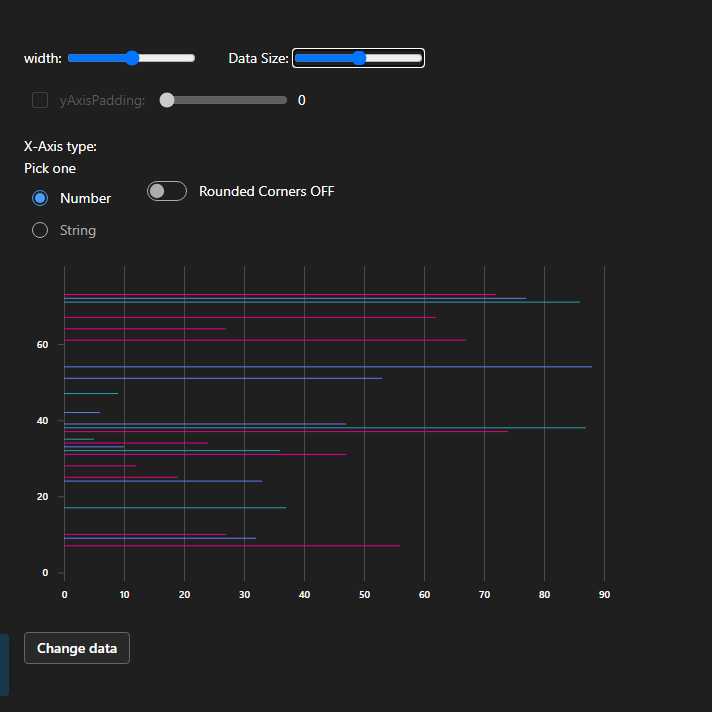 width: Data Size:
yAxisPadding: 0
X-Axis type:
Pick one
Number Rounded Corners OFF
String
60
40
20
0
0 10 20 30 40 50 60 70 80 90
Change data